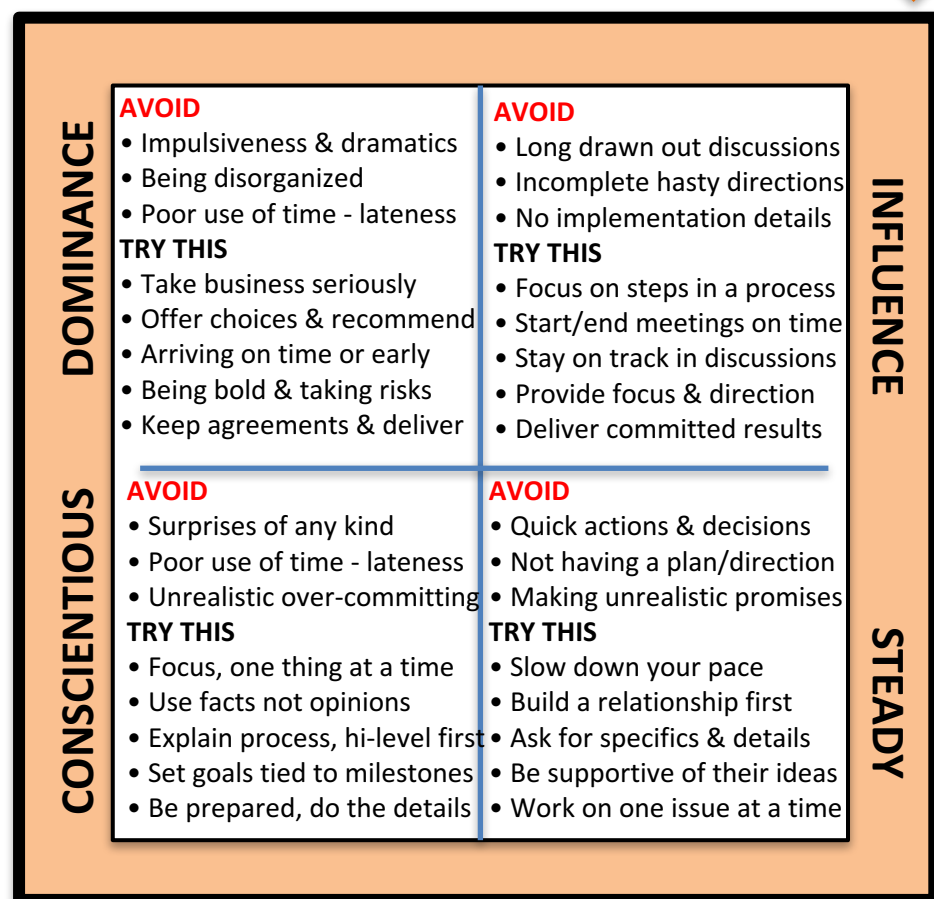 DOMINANCE
AVOID
• Impulsiveness & dramatics
• Being disorganized
• Poor use of time - lateness
TRY THIS
• Take business seriously
• Offer choices & recommend
• Arriving on time or early
• Being bold & taking risks
• Keep agreements & deliver
INFLUENCE
AVOID
• Long drawn out discussions
• Incomplete hasty directions
• No implementation details
TRY THIS
• Focus on steps in a process
• Start/end meetings on time
• Stay on track in discussions
• Provide focus & direction
• Deliver committed results
CONSCIENTIOUS
AVOID
• Surprises of any kind
• Poor use of time - lateness
• Unrealistic over-committing
TRY THIS
• Focus, one thing at a time
• Use facts not opinions
• Explain process, hi-level first
• Set goals tied to milestones
• Be prepared, do the details
STEADY
AVOID
• Quick actions & decisions
• Not having a plan/direction
• Making unrealistic promises
TRY THIS
• Slow down your pace
• Build a relationship first
• Ask for specifics & details
• Be supportive of their ideas
• Work on one issue at a time